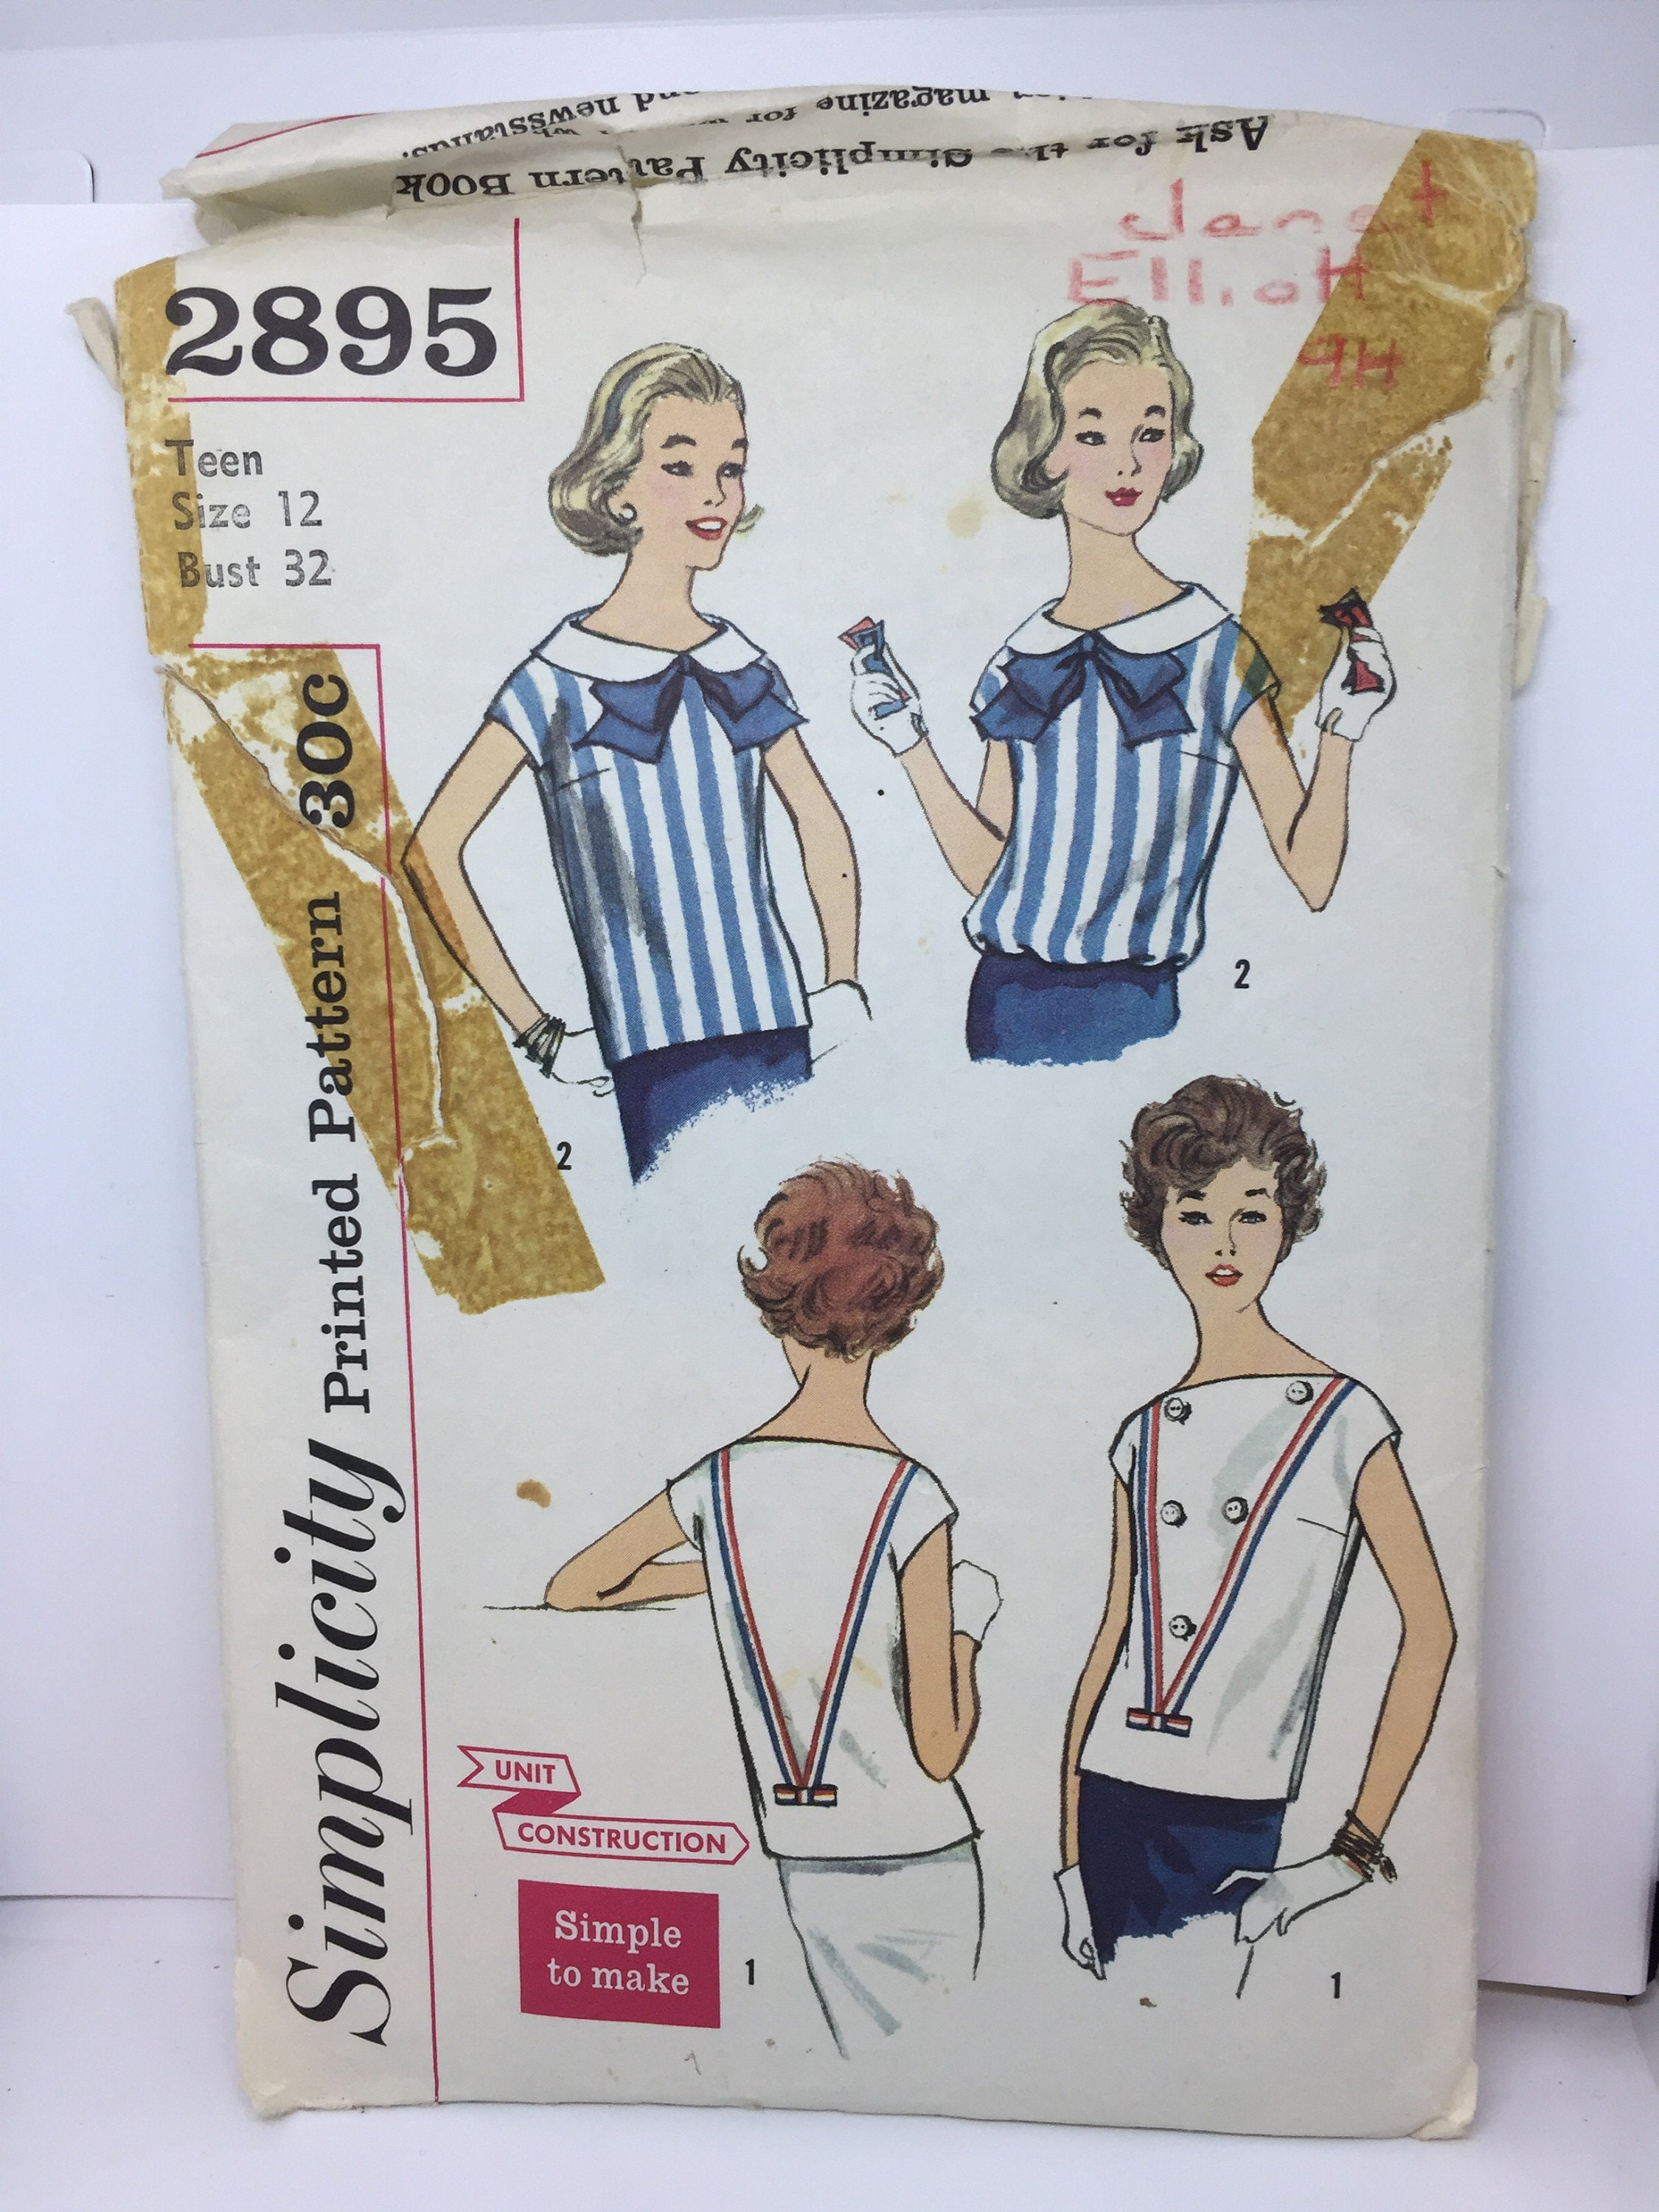 and newsstands.
magazine for
Ask for the Simplicity Pattern Book
Janet
Elliott
9H
2895
Teen
Size 12
Bust 32
Simplicity Printed Pattern 30c
2
2
UNIT
CONSTRUCTION
Simple
to make
1
1